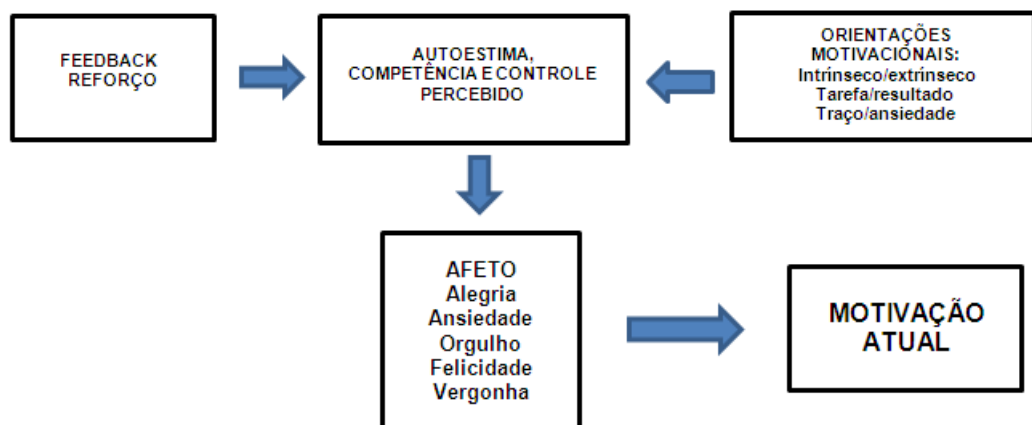 FEEDBACK
REFORÇO
AUTOESTIMA,
COMPETÊNCIA E CONTROLE
PERCEBIDO
ORIENTAÇÕES
MOTIVACIONAIS:
Intrínseco/extrínseco
Tarefa/resultado
Traço/ansiedade
AFETO
Alegria
Ansiedade
Orgulho
Felicidade
Vergonha
MOTIVAÇÃO
ATUAL